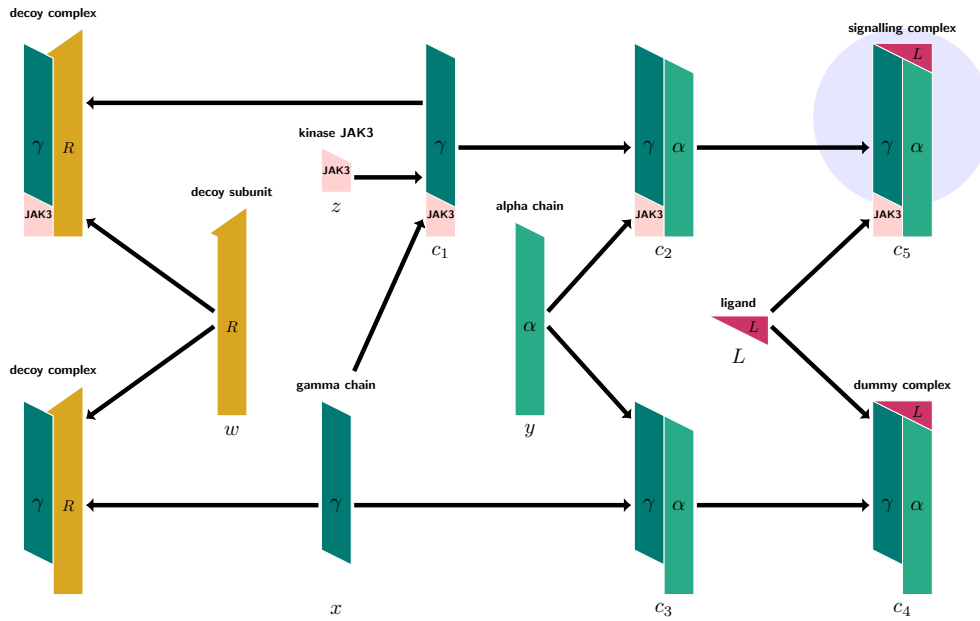 decoy complex
signalling complex
L
kinase JAK3
γ
R
γ
γ
α
γ
α
JAK3
z
decoy subunit
alpha chain
JAK3
JAK3
JAK3
JAK3
c1
c2
c5
ligand
R
α
L
L
decoy complex
gamma chain
dummy complex
w
y
L
γ
R
γ
γ
α
γ
α
x
c3
c4